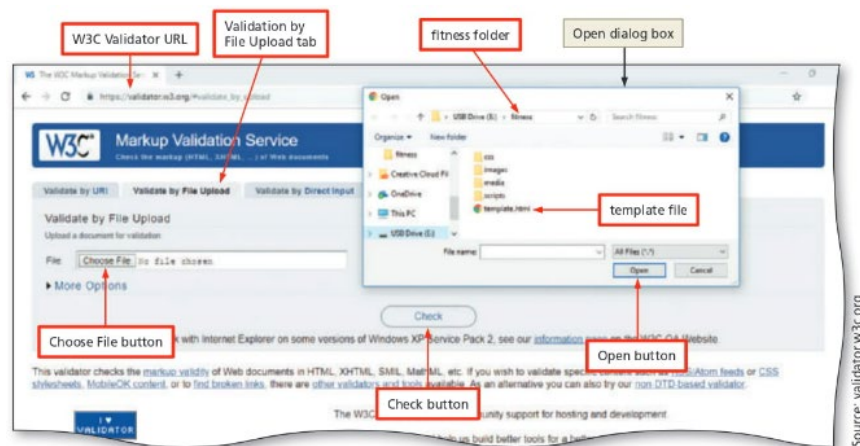 W3C Validator URL
Validation by
File Upload tab
fitness folder
Open dialog box
The W3C Markup Validation Ser
https://validator.w3.org/#validate_by_upload
W3C
Markup Validation Service
Check the markup (HTML, XHTML, ...) of Web documents
Validate by URI
Validate by File Upload
Validate by Direct Input
Validate by File Upload
Upload a document for validation:
File
Choose File
No file chosen
More Options
Check
Open
USB Drive (E:)
fitness
Search fitness
Organize
New folder
fitness
Creative Cloud Fil
OneDrive
This PC
USB Drive (E:)
css
images
media
scripts
template.html
template file
File name:
All Files (*.*)
Open
Cancel
Choose File button
Open button
k with Internet Explorer on some versions of Windows XP Service Pack 2, see our information page on the W3C QA Website
This validator checks the markup validity of Web documents in HTML, XHTML, SMIL, MathML, etc. If you wish to validate specific content such as RSS/Atom feeds or CSS
stylesheets, MobileOK content, or to find broken links, there are other validators and tools available. As an alternative you can also try our non-DTD-based validator.
Check button
I
VALIDATOR
The W3C
unity support for hosting and development
us build better tools for a
Source: validator.w3c.org